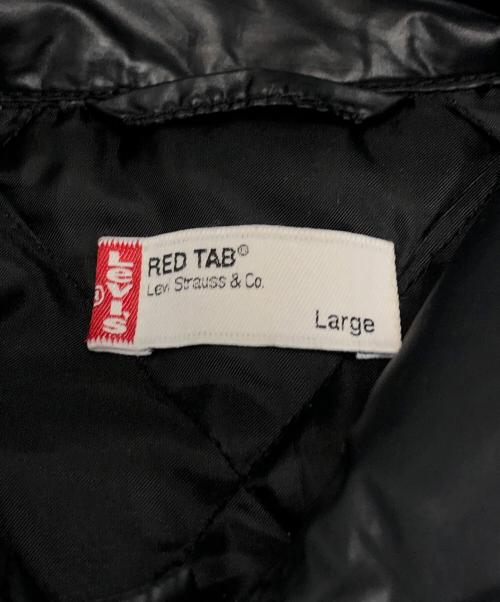 LEVI'S
®
RED TAB®
Levi Strauss & Co.
Large